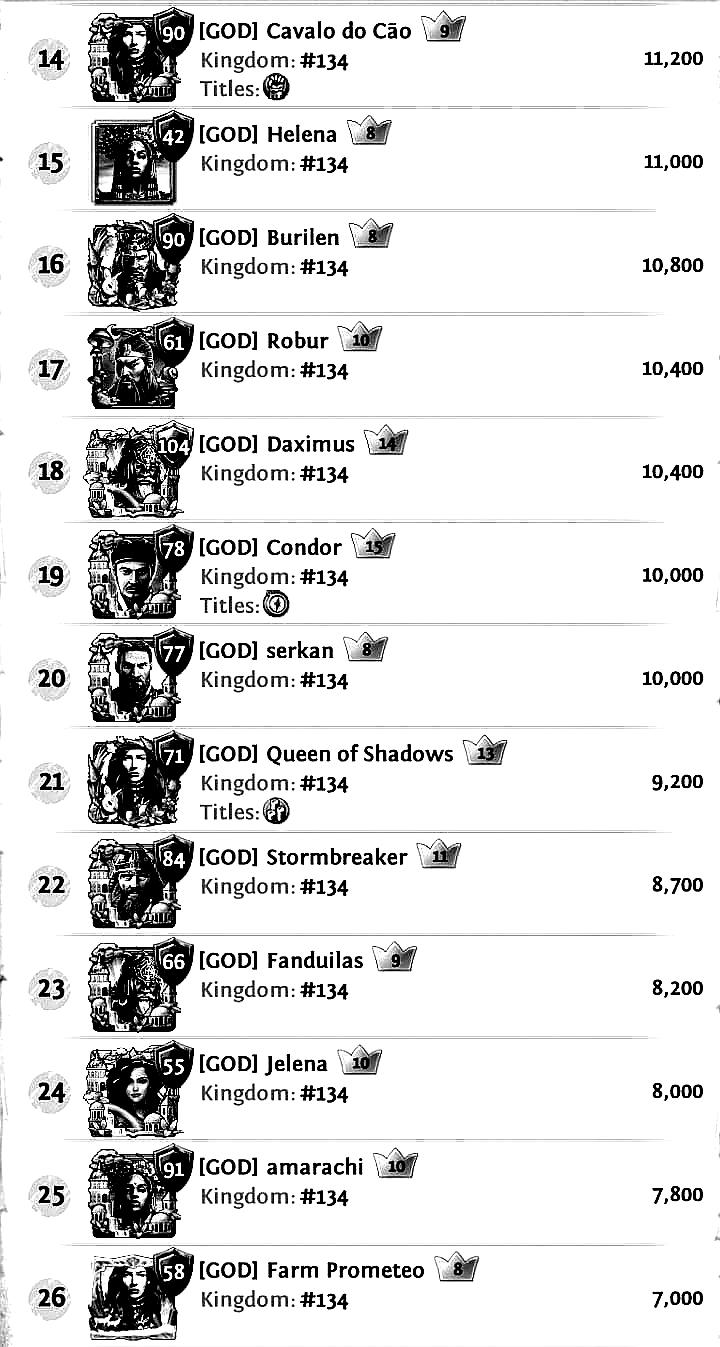 14
90
[GOD] Cavalo do Cão 9
Kingdom: #134
Titles:
11,200
15
42
[GOD] Helena 8
Kingdom: #134
11,000
16
90
[GOD] Burilen 8
Kingdom: #134
10,800
17
61
[GOD] Robur 10
Kingdom: #134
10,400
18
104
[GOD] Daximus 14
Kingdom: #134
10,400
19
78
[GOD] Condor 15
Kingdom: #134
Titles:
10,000
20
77
[GOD] serkan 8
Kingdom: #134
10,000
21
71
[GOD] Queen of Shadows 13
Kingdom: #134
Titles:
9,200
22
84
[GOD] Stormbreaker 11
Kingdom: #134
8,700
23
66
[GOD] Fanduilas 9
Kingdom: #134
8,200
24
55
[GOD] Jelena 10
Kingdom: #134
8,000
25
91
[GOD] amarachi 10
Kingdom: #134
7,800
26
58
[GOD] Farm Prometeo 8
Kingdom: #134
7,000